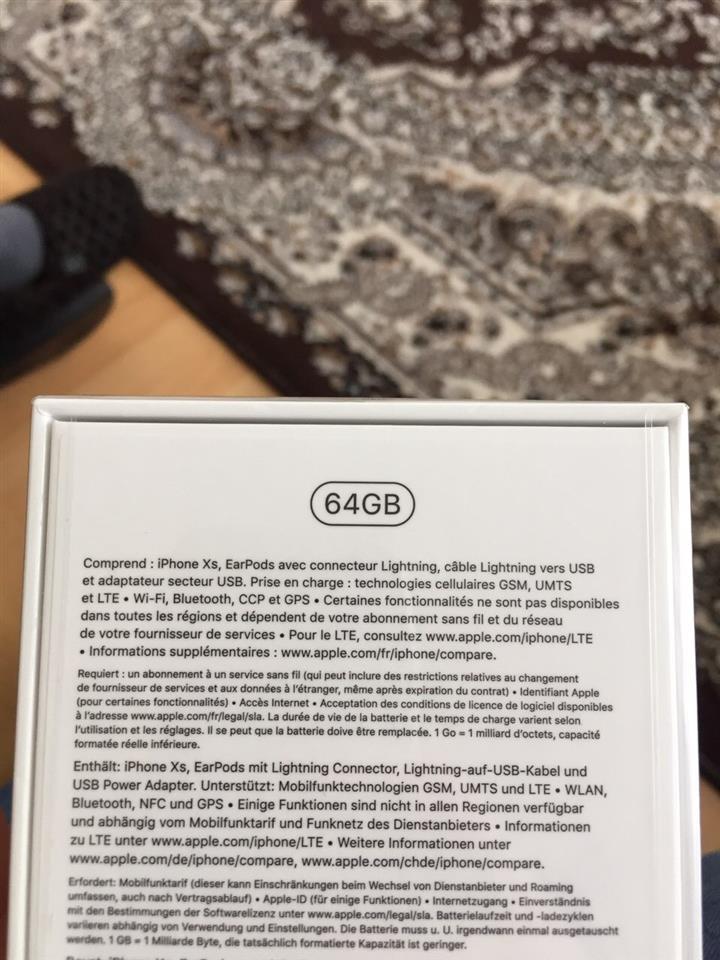 64GB
Comprend : iPhone Xs, EarPods avec connecteur Lightning, câble Lightning vers USB
et adaptateur secteur USB. Prise en charge : technologies cellulaires GSM, UMTS
et LTE • Wi-Fi, Bluetooth, CCP et GPS • Certaines fonctionnalités ne sont pas disponibles
dans toutes les régions et dépendent de votre abonnement sans fil et du réseau
de votre fournisseur de services • Pour le LTE, consultez www.apple.com/iphone/LTE
• Informations supplémentaires : www.apple.com/fr/iphone/compare.
Requiert : un abonnement à un service sans fil (qui peut inclure des restrictions relatives au changement
de fournisseur de services et aux données à l'étranger, même après expiration du contrat) • Identifiant Apple
(pour certaines fonctionnalités) • Accès Internet • Acceptation des conditions de licence de logiciel disponibles
à l'adresse www.apple.com/fr/legal/sla. La durée de vie de la batterie et le temps de charge varient selon
l'utilisation et les réglages. Il se peut que la batterie doive être remplacée. 1 Go = 1 milliard d'octets, capacité
formatée réelle inférieure.
Enthält: iPhone Xs, EarPods mit Lightning Connector, Lightning-auf-USB-Kabel und
USB Power Adapter. Unterstützt: Mobilfunktechnologien GSM, UMTS und LTE • WLAN,
Bluetooth, NFC und GPS • Einige Funktionen sind nicht in allen Regionen verfügbar
und abhängig vom Mobilfunktarif und Funknetz des Dienstanbieters • Informationen
zu LTE unter www.apple.com/iphone/LTE • Weitere Informationen unter
www.apple.com/de/iphone/compare, www.apple.com/chde/iphone/compare.
Erfordert: Mobilfunktarif (dieser kann Einschränkungen beim Wechsel von Dienstanbieter und Roaming
umfassen, auch nach Vertragsablauf) • Apple-ID (für einige Funktionen) • Internetzugang • Einverständnis
mit den Bestimmungen der Softwarelizenz unter www.apple.com/legal/sla. Batterielaufzeit und -ladezyklen
variieren abhängig von Verwendung und Einstellungen. Die Batterie muss u. U. irgendwann einmal ausgetauscht
werden. 1 GB = 1 Milliarde Byte, die tatsächlich formatierte Kapazität ist geringer.